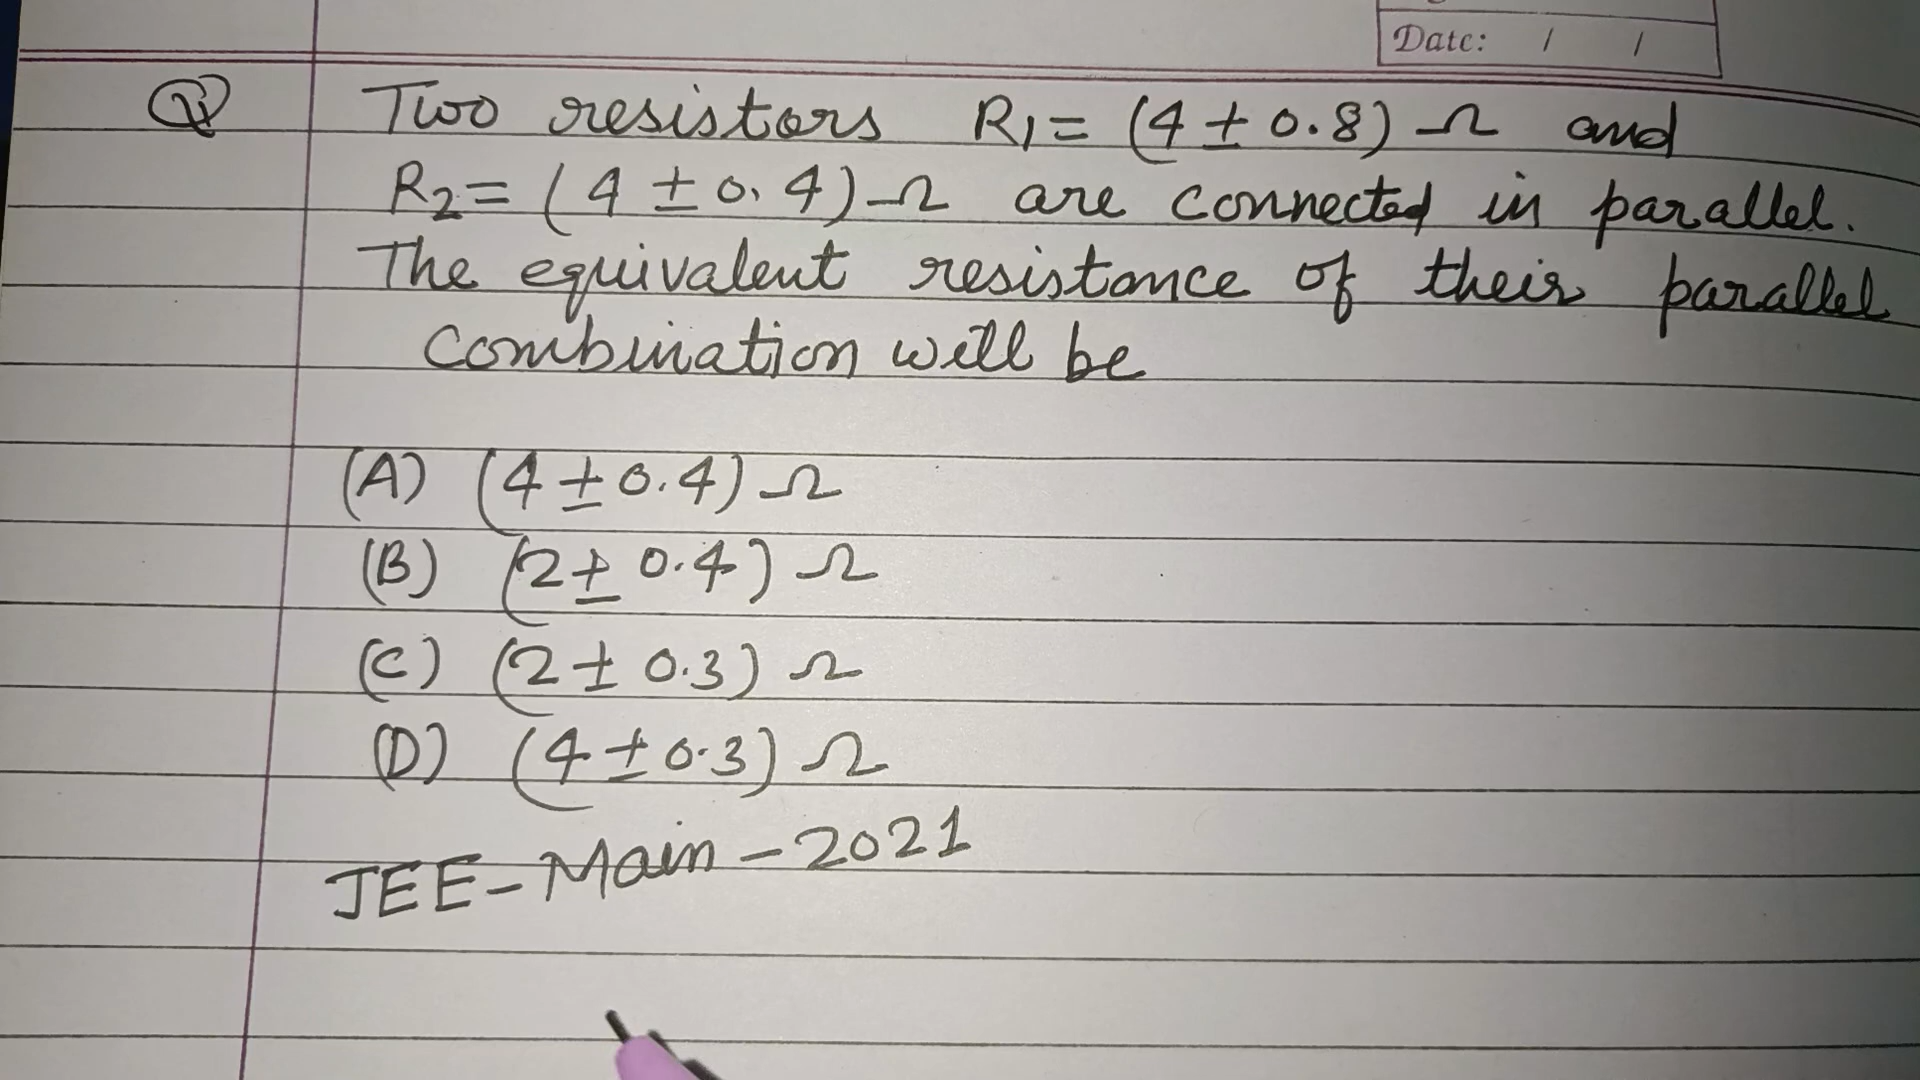 Date: / /
Q Two resistors R1 = (4 ± 0.8) Ω and
R2 = (4 ± 0.4) Ω are connected in parallel.
The equivalent resistance of their parallel
Combination will be
(A) (4 ± 0.4) Ω
(B) (2 ± 0.4) Ω
(C) (2 ± 0.3) Ω
(D) (4 ± 0.3) Ω
JEE-Main-2021